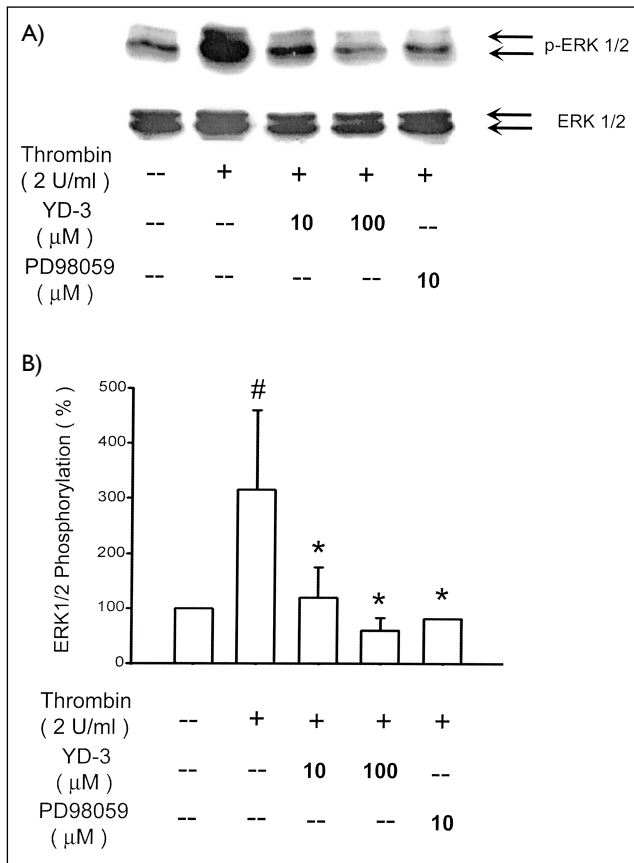 A)
p-ERK 1/2
ERK 1/2
Thrombin
( 2 U/ml ) -- + + + +
YD-3
( μM ) -- -- 10 100 --
PD98059
( μM ) -- -- -- -- 10
B)
ERK1/2 Phosphorylation ( % )
500
400
300
200
100
0
#
*
*
*
Thrombin
( 2 U/ml ) -- + + + +
YD-3
( μM ) -- -- 10 100 --
PD98059
( μM ) -- -- -- -- 10